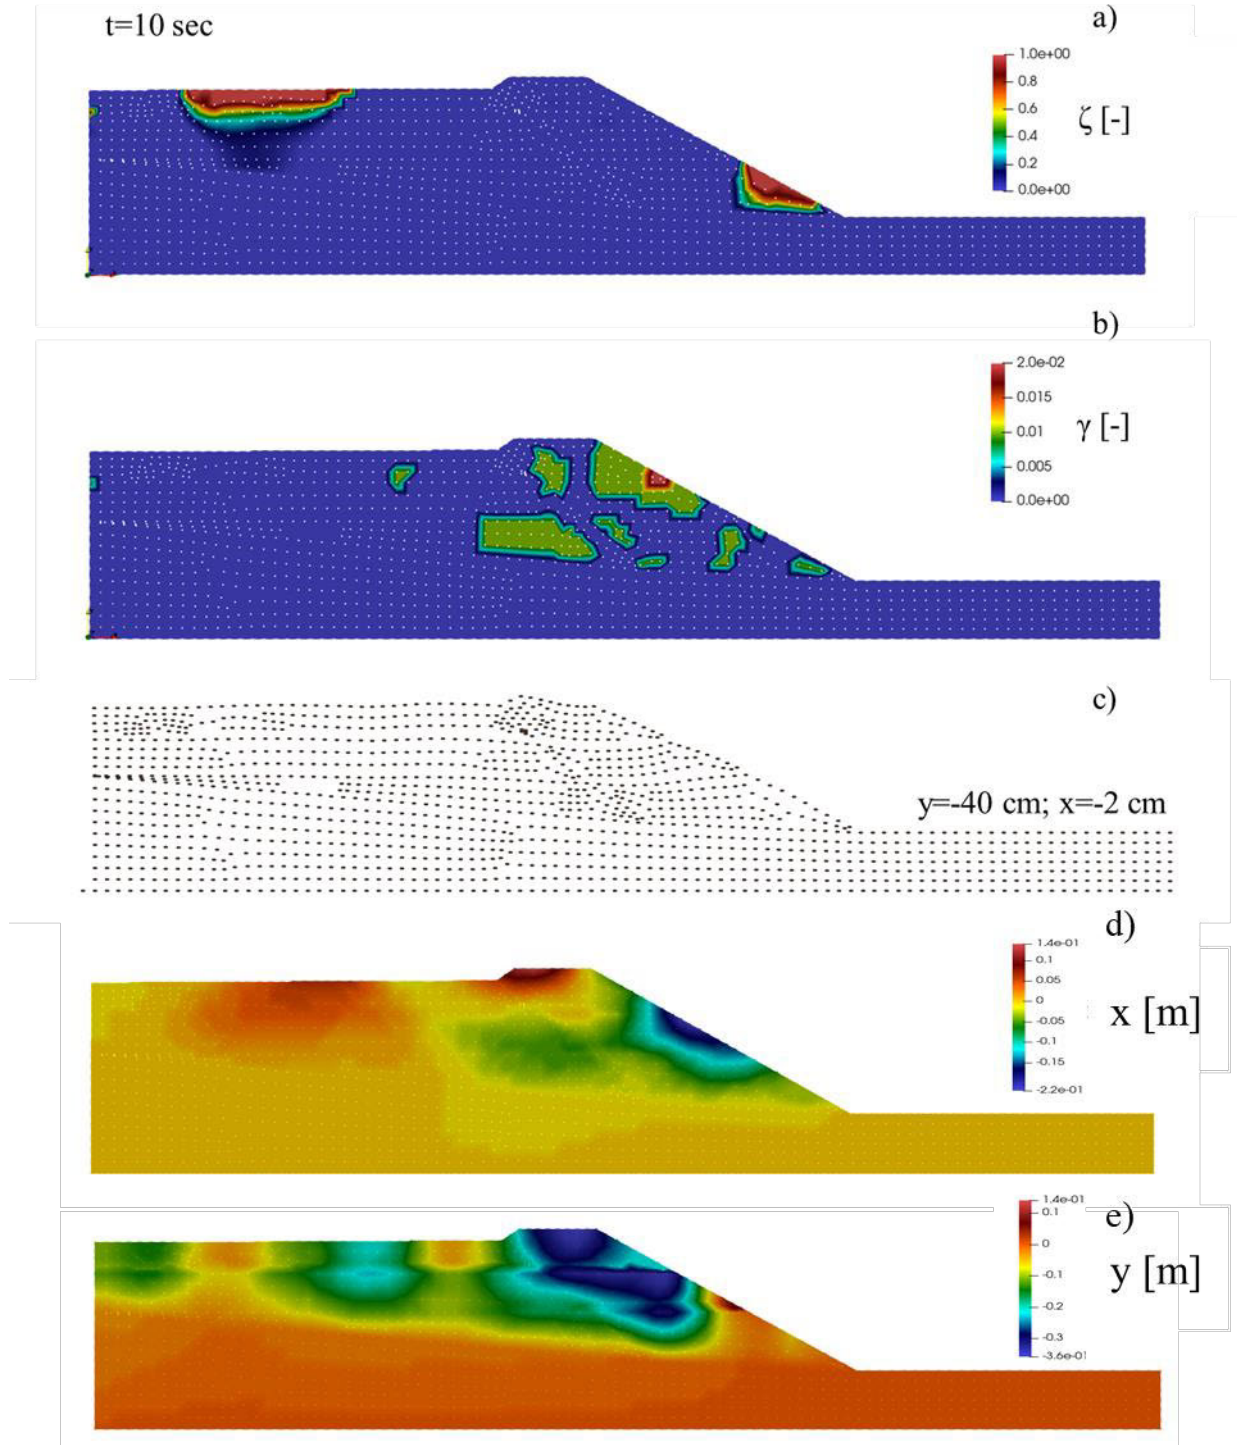 t=10 sec
a)
1.0e+00
0.8
0.6
0.4
0.2
0.0e+00
ζ [-]
b)
2.0e-02
0.015
0.01
0.005
0.0e+00
γ [-]
c)
y=-40 cm; x=-2 cm
d)
1.4e-01
0.1
0.05
0
-0.05
-0.1
-0.15
-2.2e-01
x [m]
e)
1.4e-01
0.1
0
-0.1
-0.2
-0.3
-3.6e-01
y [m]